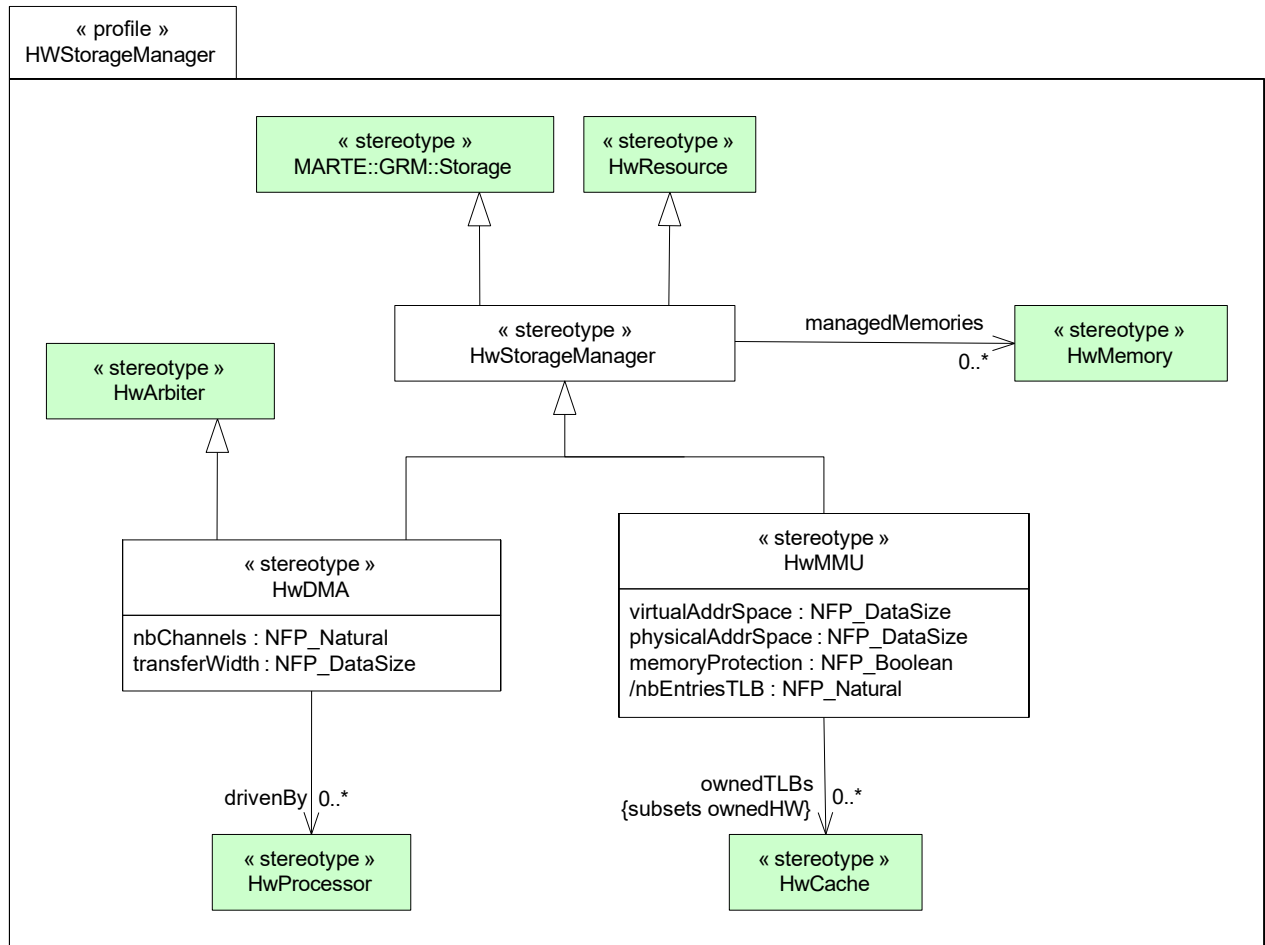 « profile »
HWStorageManager
« stereotype »
MARTE::GRM::Storage
« stereotype »
HwResource
« stereotype »
HwStorageManager
managedMemories
0..*
« stereotype »
HwMemory
« stereotype »
HwArbiter
« stereotype »
HwDMA
nbChannels : NFP_Natural
transferWidth : NFP_DataSize
« stereotype »
HwMMU
virtualAddrSpace : NFP_DataSize
physicalAddrSpace : NFP_DataSize
memoryProtection : NFP_Boolean
/nbEntriesTLB : NFP_Natural
drivenBy
0..*
ownedTLBs
{subsets ownedHW}
0..*
« stereotype »
HwProcessor
« stereotype »
HwCache